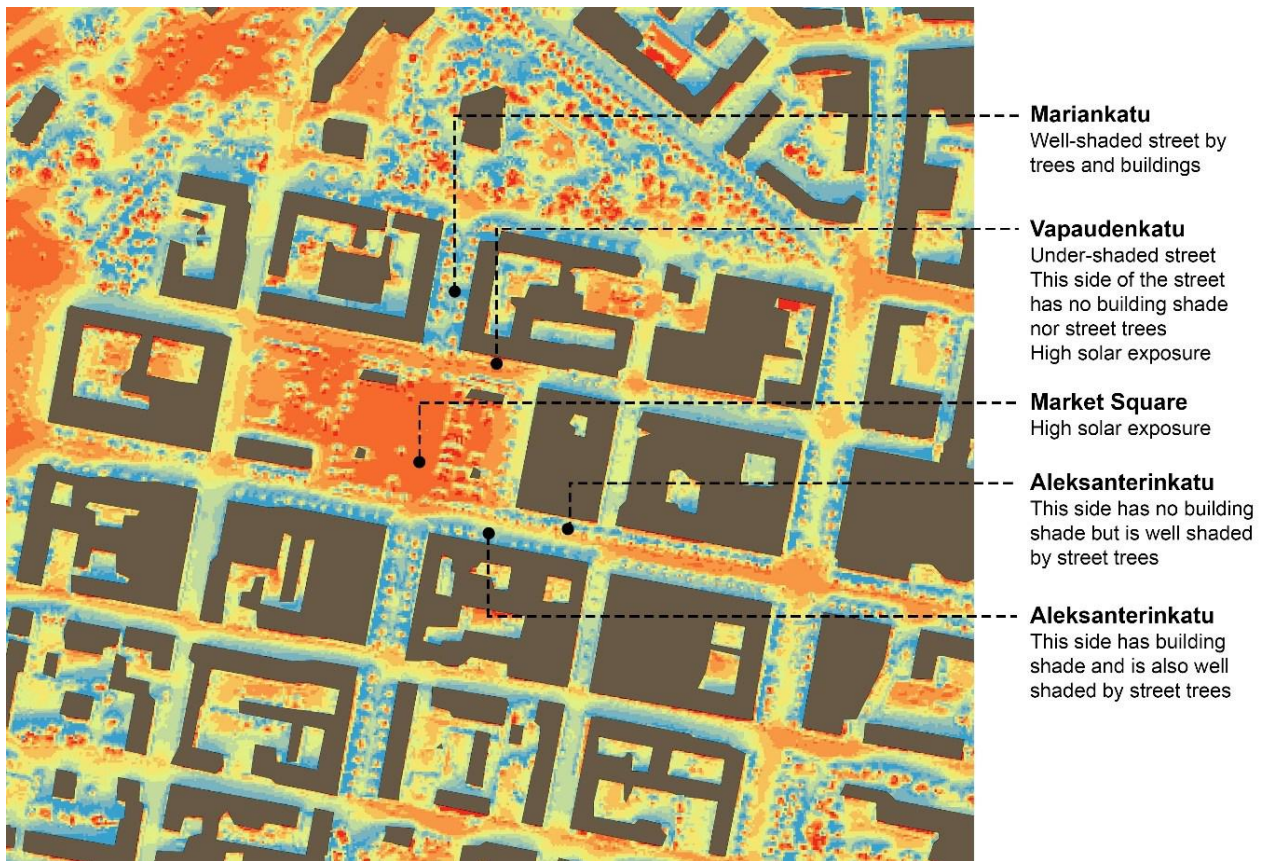 Mariankatu
Well-shaded street by
trees and buildings
Vapaudenkatu
Under-shaded street
This side of the street
has no building shade
nor street trees
High solar exposure
Market Square
High solar exposure
Aleksanterinkatu
This side has no building
shade but is well shaded
by street trees
Aleksanterinkatu
This side has building
shade and is also well
shaded by street trees